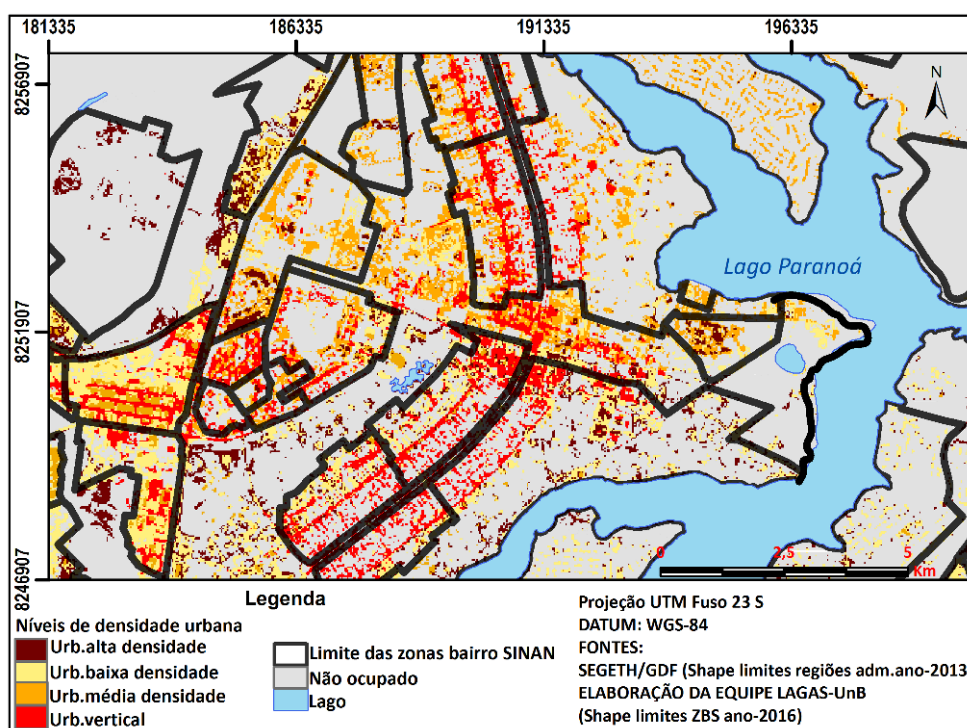 181335 186335 191335 196335
8256907
N
Lago Paranoá
8251907
0 2,5 5
Km
8246907
Legenda
Níveis de densidade urbana
Urb.alta densidade
Urb.baixa densidade
Urb.média densidade
Urb.vertical
Limite das zonas bairro SINAN
Não ocupado
Lago
Projeção UTM Fuso 23 S
DATUM: WGS-84
FONTES:
SEGETH/GDF (Shape limites regiões adm.ano-2013
ELABORAÇÃO DA EQUIPE LAGAS-UnB
(Shape limites ZBS ano-2016)